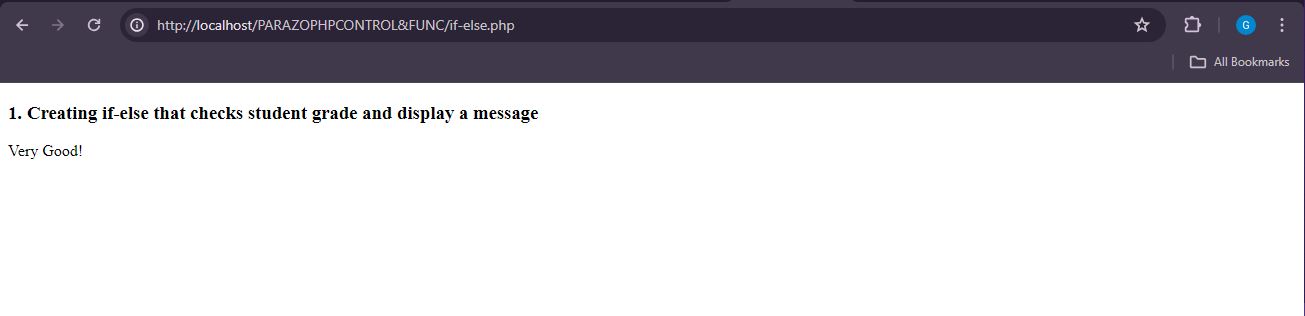 http://localhost/PARAZOPHPCONTROL&FUNC/if-else.php
G
All Bookmarks
1. Creating if-else that checks student grade and display a message
Very Good!